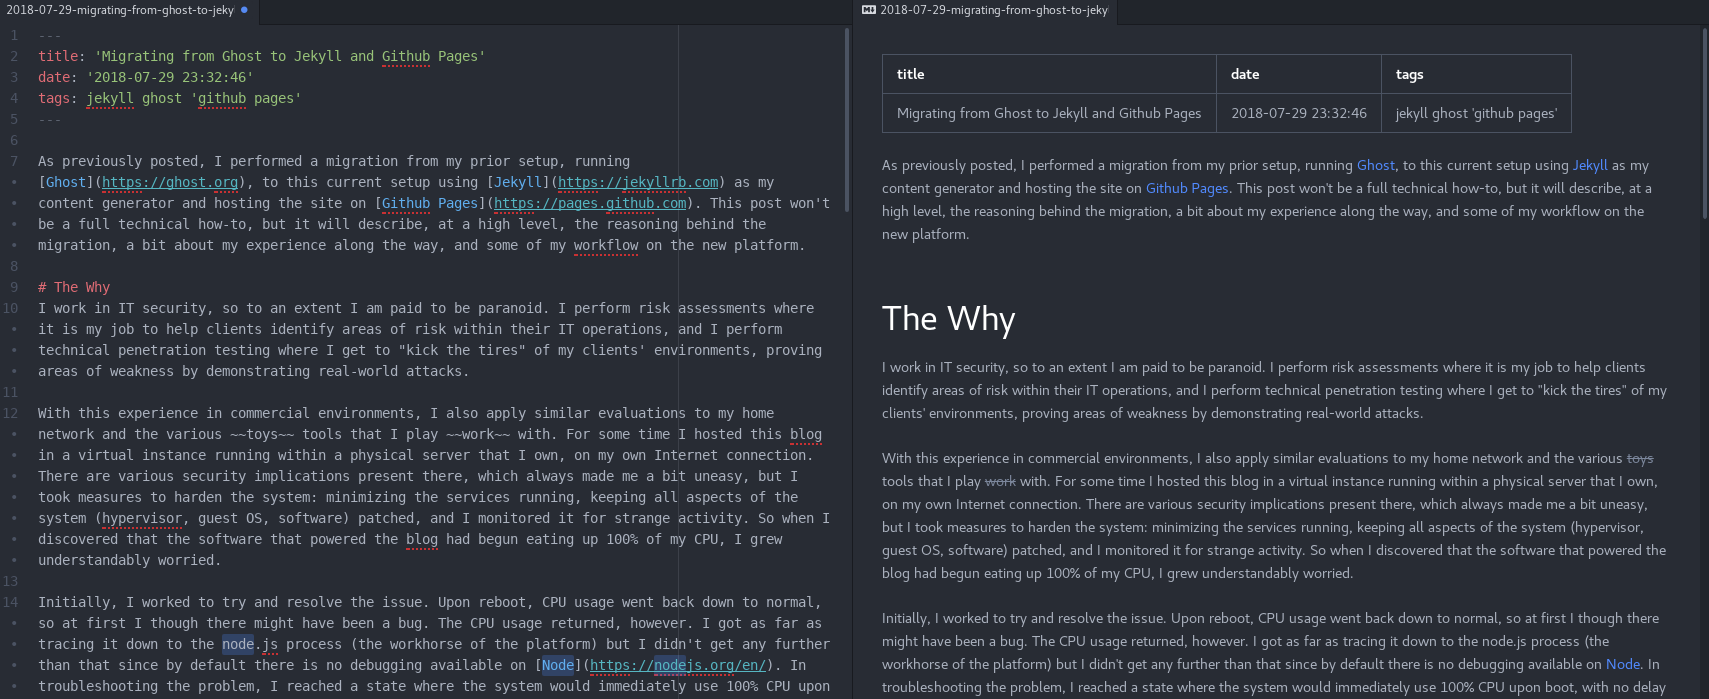 2018-07-29-migrating-from-ghost-to-jeky
1 ---
2 title: 'Migrating from Ghost to Jekyll and Github Pages'
3 date: '2018-07-29 23:32:46'
4 tags: jekyll ghost 'github pages'
5 ---
6
7 As previously posted, I performed a migration from my prior setup, running
• [Ghost](https://ghost.org), to this current setup using [Jekyll](https://jekyllrb.com) as my
• content generator and hosting the site on [Github Pages](https://pages.github.com). This post won't
• be a full technical how-to, but it will describe, at a high level, the reasoning behind the
• migration, a bit about my experience along the way, and some of my workflow on the new platform.
8
9 # The Why
10 I work in IT security, so to an extent I am paid to be paranoid. I perform risk assessments where
• it is my job to help clients identify areas of risk within their IT operations, and I perform
• technical penetration testing where I get to "kick the tires" of my clients' environments, proving
• areas of weakness by demonstrating real-world attacks.
11
12 With this experience in commercial environments, I also apply similar evaluations to my home
• network and the various ~~toys~~ tools that I play ~~work~~ with. For some time I hosted this blog
• in a virtual instance running within a physical server that I own, on my own Internet connection.
• There are various security implications present there, which always made me a bit uneasy, but I
• took measures to harden the system: minimizing the services running, keeping all aspects of the
• system (hypervisor, guest OS, software) patched, and I monitored it for strange activity. So when I
• discovered that the software that powered the blog had begun eating up 100% of my CPU, I grew
• understandably worried.
13
14 Initially, I worked to try and resolve the issue. Upon reboot, CPU usage went back down to normal,
• so at first I though there might have been a bug. The CPU usage returned, however. I got as far as
• tracing it down to the node.js process (the workhorse of the platform) but I didn't get any further
• than that since by default there is no debugging available on [Node](https://nodejs.org/en/). In
• troubleshooting the problem, I reached a state where the system would immediately use 100% CPU upon
2018-07-29-migrating-from-ghost-to-jekyl
title date tags
Migrating from Ghost to Jekyll and Github Pages 2018-07-29 23:32:46 jekyll ghost 'github pages'
As previously posted, I performed a migration from my prior setup, running Ghost, to this current setup using Jekyll as my
content generator and hosting the site on Github Pages. This post won't be a full technical how-to, but it will describe, at a
high level, the reasoning behind the migration, a bit about my experience along the way, and some of my workflow on the
new platform.
The Why
I work in IT security, so to an extent I am paid to be paranoid. I perform risk assessments where it is my job to help clients
identify areas of risk within their IT operations, and I perform technical penetration testing where I get to "kick the tires" of my
clients' environments, proving areas of weakness by demonstrating real-world attacks.
With this experience in commercial environments, I also apply similar evaluations to my home network and the various toys
tools that I play work with. For some time I hosted this blog in a virtual instance running within a physical server that I own,
on my own Internet connection. There are various security implications present there, which always made me a bit uneasy,
but I took measures to harden the system: minimizing the services running, keeping all aspects of the system (hypervisor,
guest OS, software) patched, and I monitored it for strange activity. So when I discovered that the software that powered the
blog had begun eating up 100% of my CPU, I grew understandably worried.
Initially, I worked to try and resolve the issue. Upon reboot, CPU usage went back down to normal, so at first I though there
might have been a bug. The CPU usage returned, however. I got as far as tracing it down to the node.js process (the
workhorse of the platform) but I didn't get any further than that since by default there is no debugging available on Node. In
troubleshooting the problem, I reached a state where the system would immediately use 100% CPU upon boot, with no delay